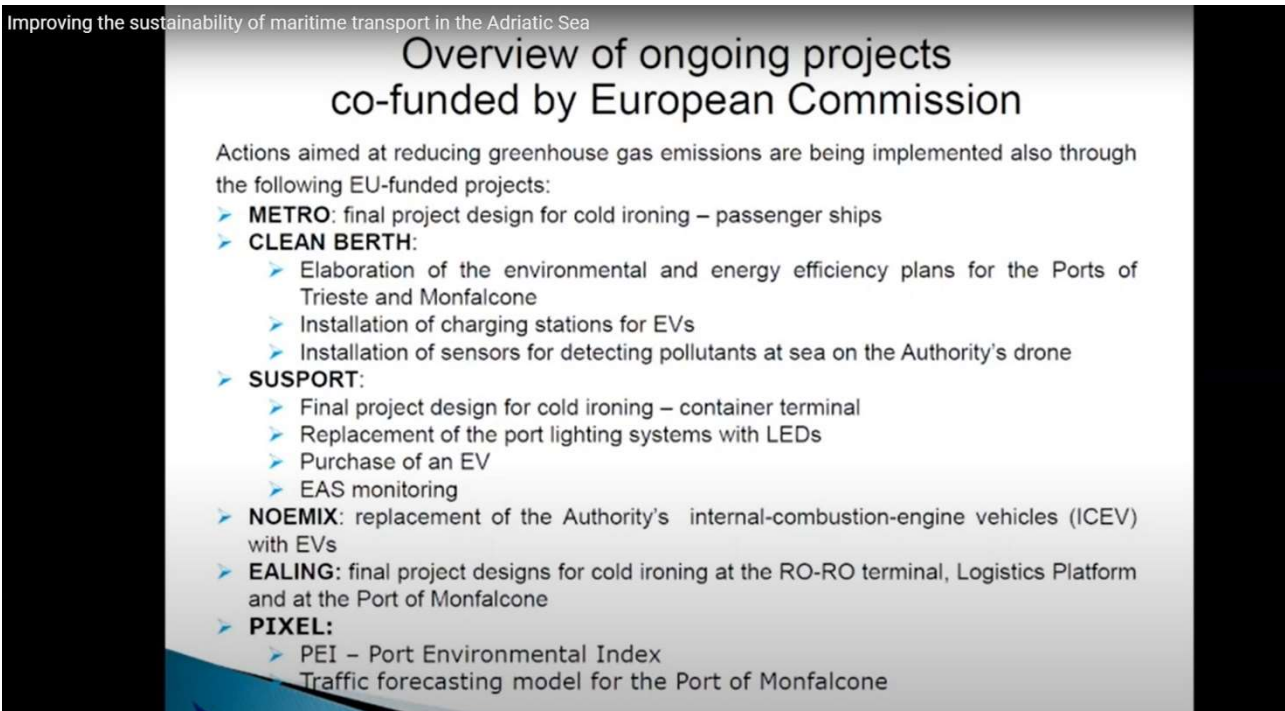 Improving the sustainability of maritime transport in the Adriatic Sea
Overview of ongoing projects
co-funded by European Commission
Actions aimed at reducing greenhouse gas emissions are being implemented also through
the following EU-funded projects:
➢ METRO: final project design for cold ironing – passenger ships
➢ CLEAN BERTH:
➢ Elaboration of the environmental and energy efficiency plans for the Ports of
Trieste and Monfalcone
➢ Installation of charging stations for EVs
➢ Installation of sensors for detecting pollutants at sea on the Authority's drone
➢ SUSPORT:
➢ Final project design for cold ironing – container terminal
➢ Replacement of the port lighting systems with LEDs
➢ Purchase of an EV
➢ EAS monitoring
➢ NOEMIX: replacement of the Authority's internal-combustion-engine vehicles (ICEV)
with EVs
➢ EALING: final project designs for cold ironing at the RO-RO terminal, Logistics Platform
and at the Port of Monfalcone
➢ PIXEL:
➢ PEI – Port Environmental Index
➢ Traffic forecasting model for the Port of Monfalcone